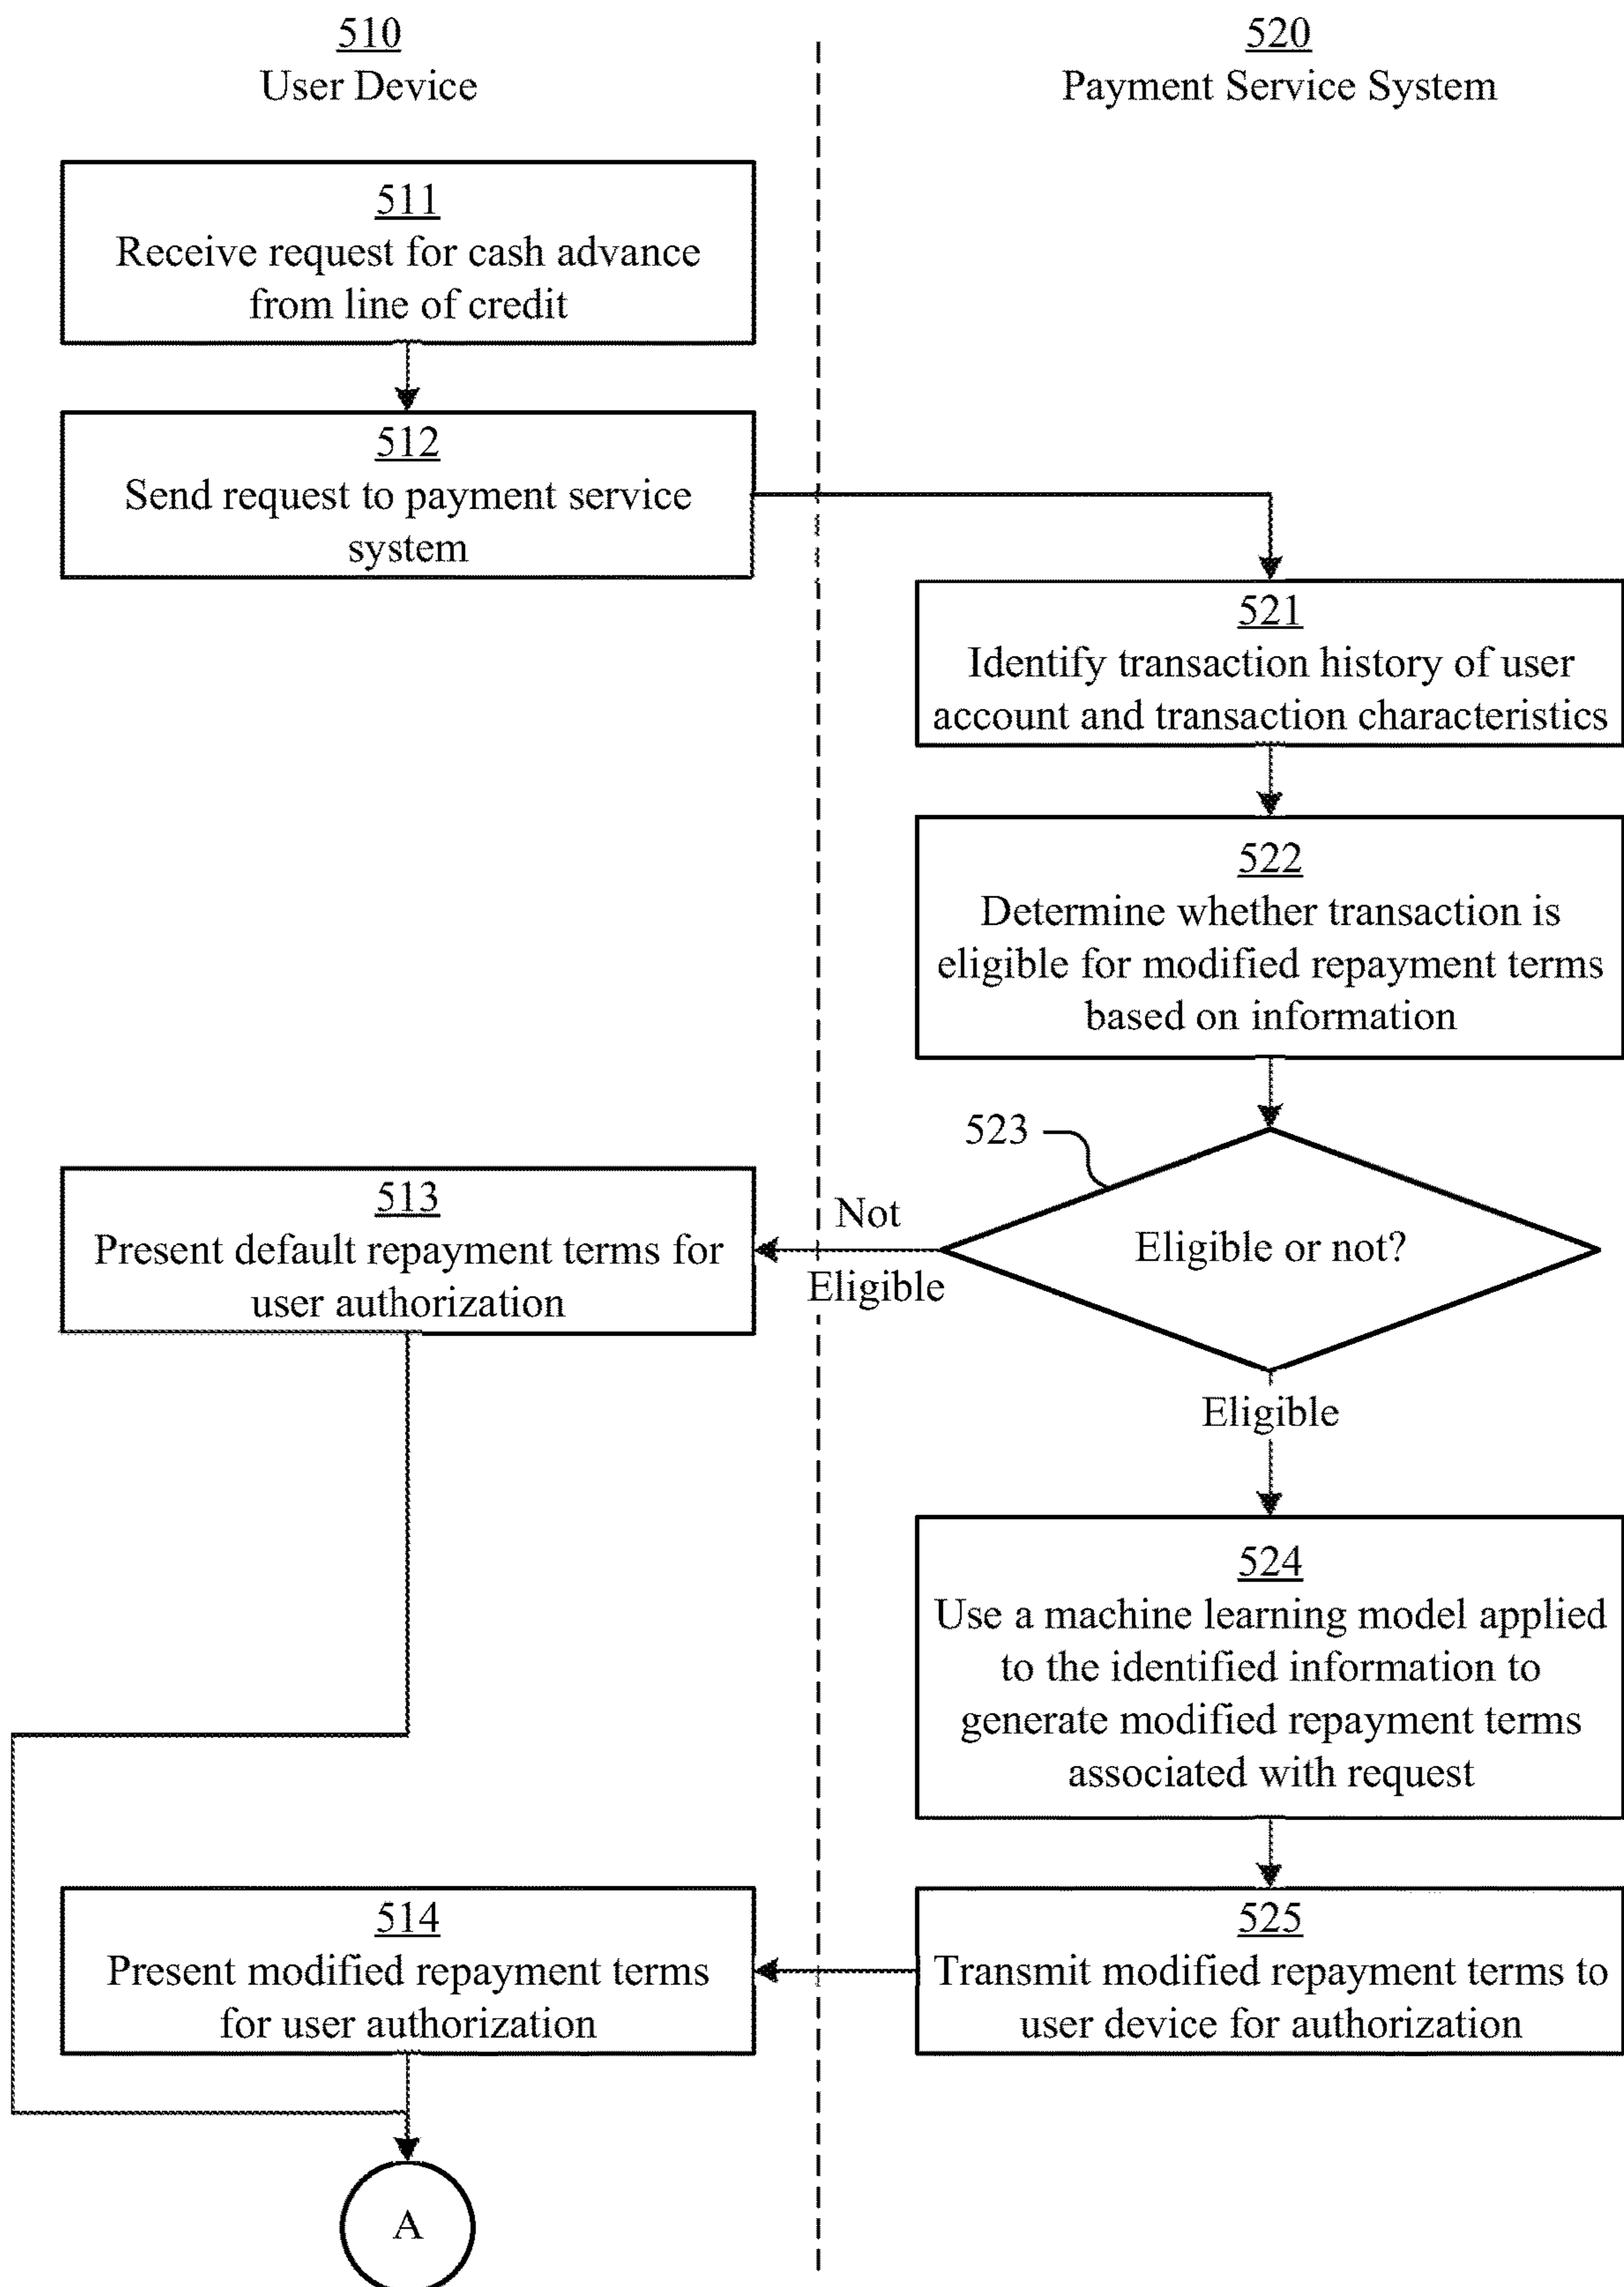 510
User Device
520
Payment Service System
511
Receive request for cash advance
from line of credit
512
Send request to payment service
system
521
Identify transaction history of user
account and transaction characteristics
522
Determine whether transaction is
eligible for modified repayment terms
based on information
523
Eligible or not?
Not
Eligible
513
Present default repayment terms for
user authorization
Eligible
524
Use a machine learning model applied
to the identified information to
generate modified repayment terms
associated with request
525
Transmit modified repayment terms to
user device for authorization
514
Present modified repayment terms
for user authorization
A